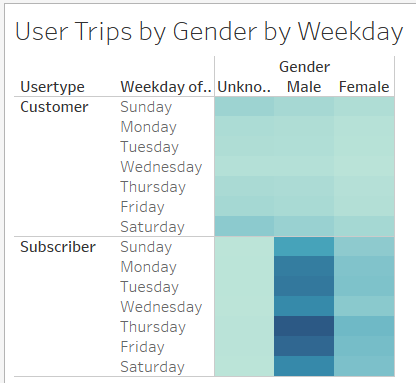 User Trips by Gender by Weekday
Gender
Usertype Weekday of.. Unkno.. Male Female
Customer Sunday
Monday
Tuesday
Wednesday
Thursday
Friday
Saturday
Subscriber Sunday
Monday
Tuesday
Wednesday
Thursday
Friday
Saturday